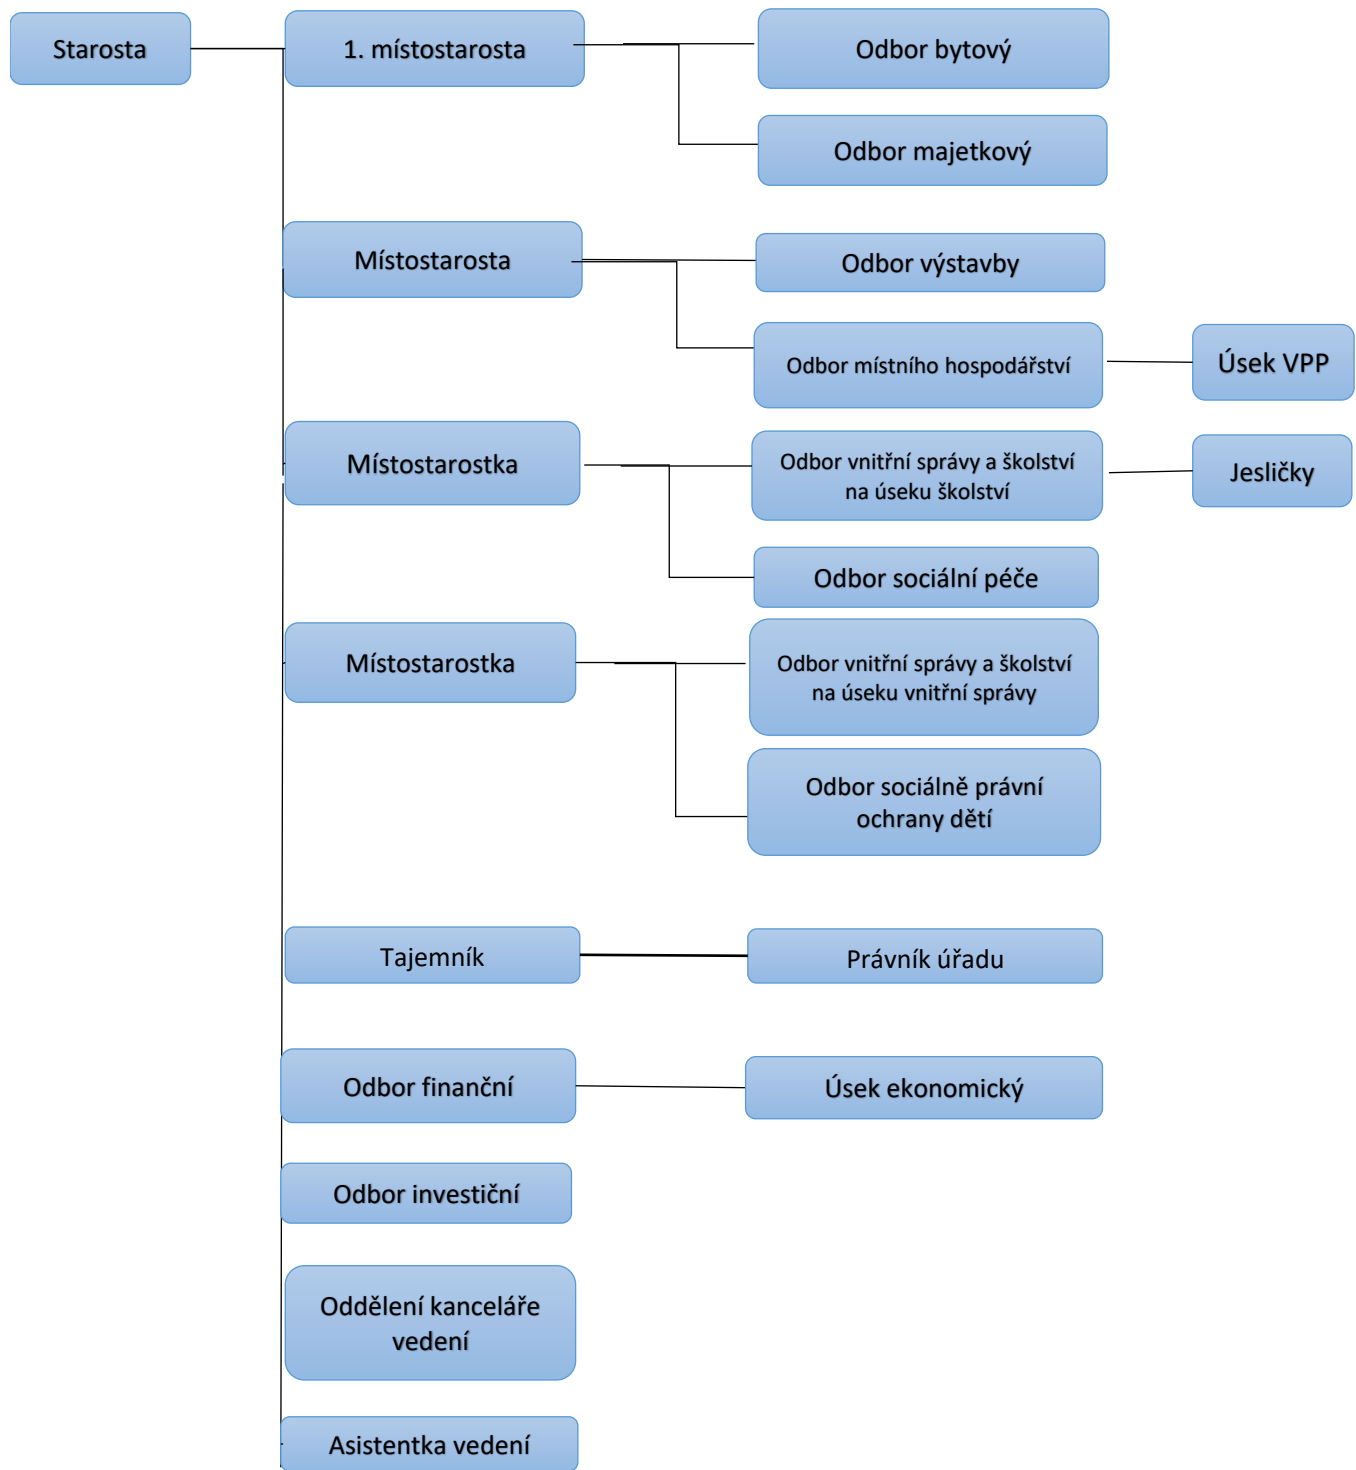 Starosta
1. místostarosta
Odbor bytový
Odbor majetkový
Místostarosta
Odbor výstavby
Odbor místního hospodářství
Úsek VPP
Místostarostka
Odbor vnitřní správy a školství
na úseku školství
Jesličky
Odbor sociální péče
Místostarostka
Odbor vnitřní správy a školství
na úseku vnitřní správy
Odbor sociálně právní
ochrany dětí
Tajemník
Právník úřadu
Odbor finanční
Úsek ekonomický
Odbor investiční
Oddělení kanceláře
vedení
Asistentka vedení